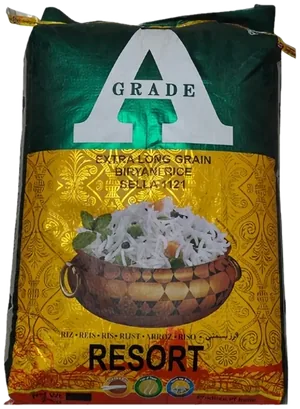 A
GRADE
EXTRA LONG GRAIN
BIRYANI RICE
SELLA 1121
RIZ • REIS • RIS • RIJST • ARROZ • RISO •
RESORT